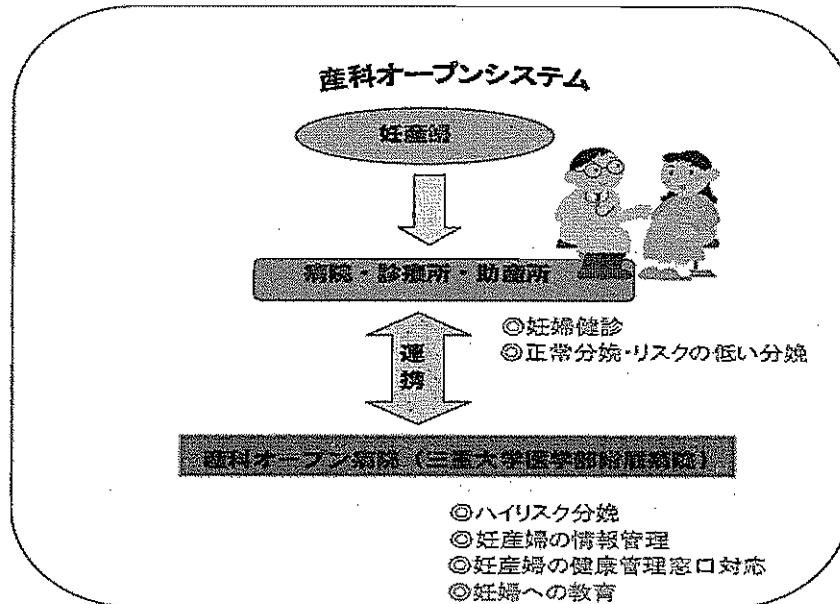 産科オープンシステム
妊産婦
病院・診療所・助産所
◎妊婦健診
◎正常分娩・リスクの低い分娩
連携
産科オープン病院（三重大学医学部附属病院）
◎ハイリスク分娩
◎妊産婦の情報管理
◎妊産婦の健康管理窓口対応
◎妊婦への教育